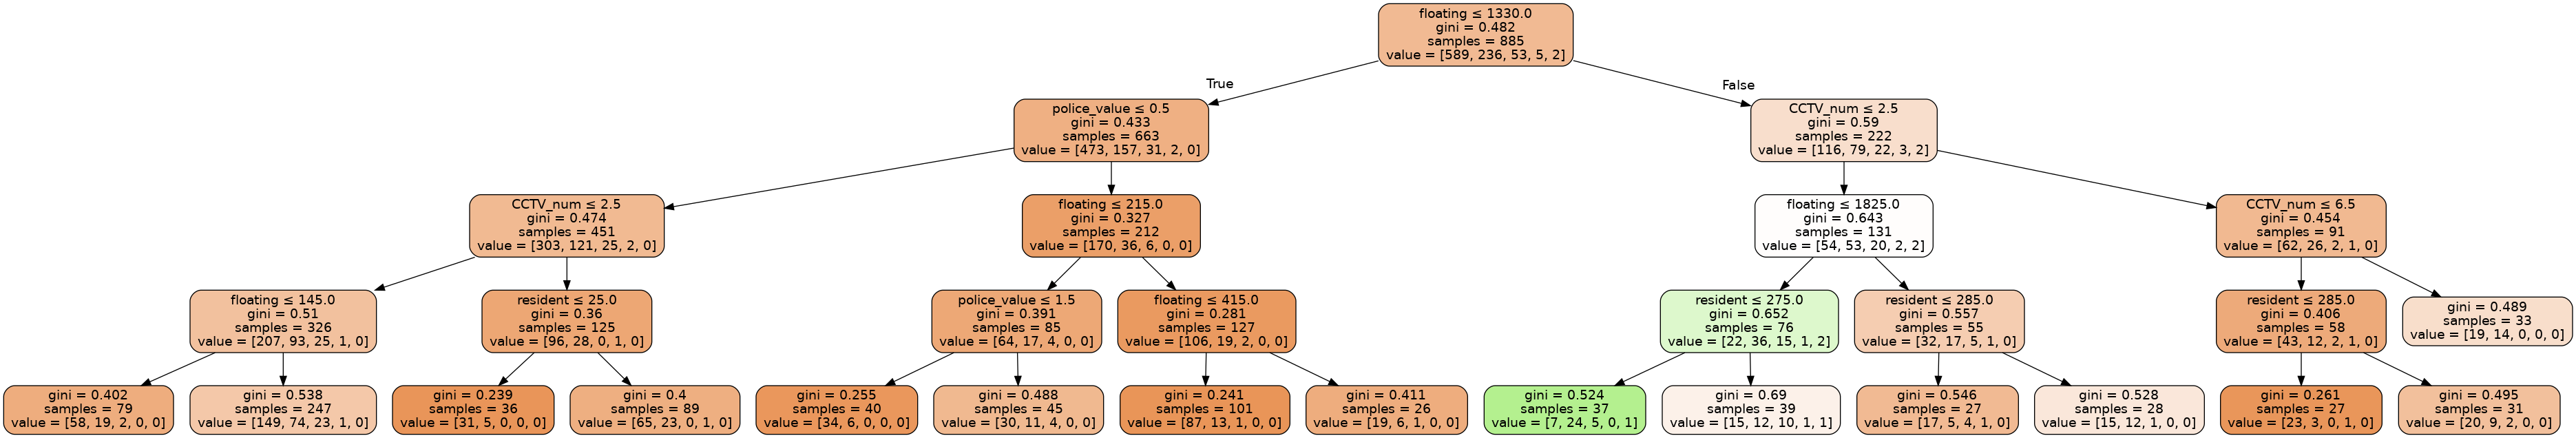 floating ≤ 1330.0
gini = 0.482
samples = 885
value = [589, 236, 53, 5, 2]
True
False
police_value ≤ 0.5
gini = 0.433
samples = 663
value = [473, 157, 31, 2, 0]
CCTV_num ≤ 2.5
gini = 0.59
samples = 222
value = [116, 79, 22, 3, 2]
CCTV_num ≤ 2.5
gini = 0.474
samples = 451
value = [303, 121, 25, 2, 0]
floating ≤ 215.0
gini = 0.327
samples = 212
value = [170, 36, 6, 0, 0]
floating ≤ 1825.0
gini = 0.643
samples = 131
value = [54, 53, 20, 2, 2]
CCTV_num ≤ 6.5
gini = 0.454
samples = 91
value = [62, 26, 2, 1, 0]
floating ≤ 145.0
gini = 0.51
samples = 326
value = [207, 93, 25, 1, 0]
resident ≤ 25.0
gini = 0.36
samples = 125
value = [96, 28, 0, 1, 0]
police_value ≤ 1.5
gini = 0.391
samples = 85
value = [64, 17, 4, 0, 0]
floating ≤ 415.0
gini = 0.281
samples = 127
value = [106, 19, 2, 0, 0]
resident ≤ 275.0
gini = 0.652
samples = 76
value = [22, 36, 15, 1, 2]
resident ≤ 285.0
gini = 0.557
samples = 55
value = [32, 17, 5, 1, 0]
resident ≤ 285.0
gini = 0.406
samples = 58
value = [43, 12, 2, 1, 0]
gini = 0.489
samples = 33
value = [19, 14, 0, 0, 0]
gini = 0.402
samples = 79
value = [58, 19, 2, 0, 0]
gini = 0.538
samples = 247
value = [149, 74, 23, 1, 0]
gini = 0.239
samples = 36
value = [31, 5, 0, 0, 0]
gini = 0.4
samples = 89
value = [65, 23, 0, 1, 0]
gini = 0.255
samples = 40
value = [34, 6, 0, 0, 0]
gini = 0.488
samples = 45
value = [30, 11, 4, 0, 0]
gini = 0.241
samples = 101
value = [87, 13, 1, 0, 0]
gini = 0.411
samples = 26
value = [19, 6, 1, 0, 0]
gini = 0.524
samples = 37
value = [7, 24, 5, 0, 1]
gini = 0.69
samples = 39
value = [15, 12, 10, 1, 1]
gini = 0.546
samples = 27
value = [17, 5, 4, 1, 0]
gini = 0.528
samples = 28
value = [15, 12, 1, 0, 0]
gini = 0.261
samples = 27
value = [23, 3, 0, 1, 0]
gini = 0.495
samples = 31
value = [20, 9, 2, 0, 0]